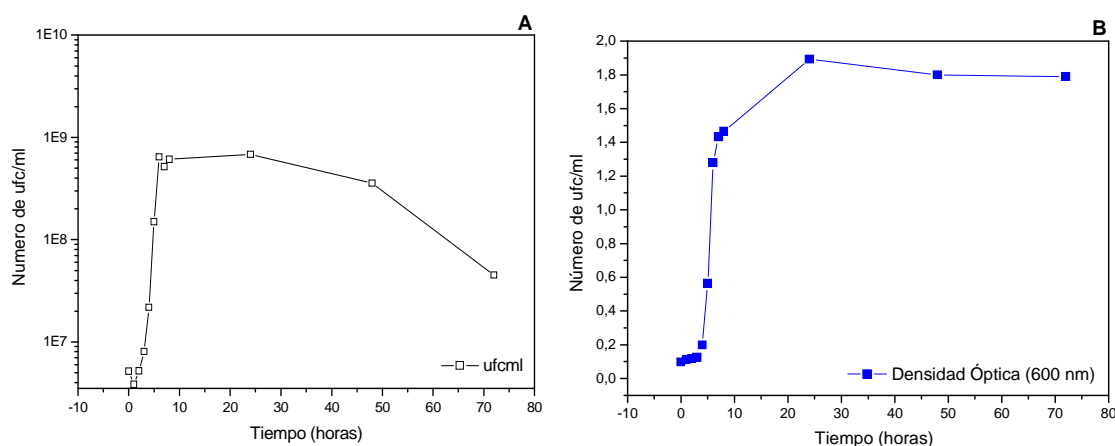 A
1E10
1E9
1E8
1E7
Numero de ufc/ml
-10 0 10 20 30 40 50 60 70 80
Tiempo (horas)
ufcml
B
2,0
1,8
1,6
1,4
1,2
1,0
0,8
0,6
0,4
0,2
0,0
Número de ufc/ml
-10 0 10 20 30 40 50 60 70 80
Tiempo (horas)
Densidad Óptica (600 nm)